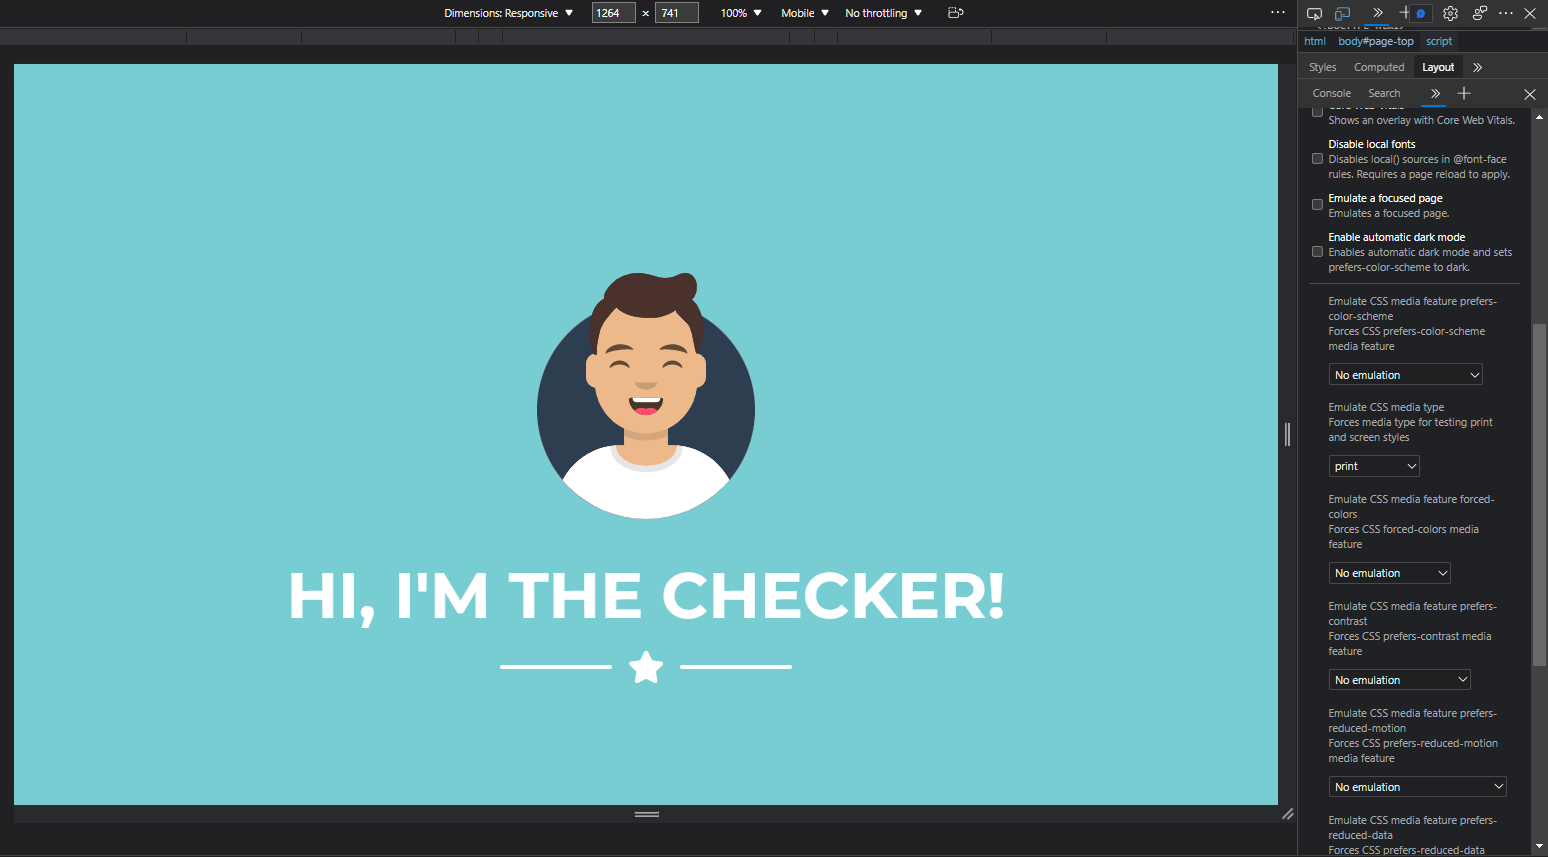 Dimensions: Responsive
1264
x
741
100%
Mobile
No throttling
html
body#page-top
script
Styles
Computed
Layout
Console
Search
Shows an overlay with Core Web Vitals.
Disable local fonts
Disables local() sources in @font-face
rules. Requires a page reload to apply.
Emulate a focused page
Emulates a focused page.
Enable automatic dark mode
Enables automatic dark mode and sets
prefers-color-scheme to dark.
Emulate CSS media feature prefers-
color-scheme
Forces CSS prefers-color-scheme
media feature
No emulation
Emulate CSS media type
Forces media type for testing print
and screen styles
print
Emulate CSS media feature forced-
colors
Forces CSS forced-colors media
feature
No emulation
Emulate CSS media feature prefers-
contrast
Forces CSS prefers-contrast media
feature
No emulation
Emulate CSS media feature prefers-
reduced-motion
Forces CSS prefers-reduced-motion
media feature
No emulation
Emulate CSS media feature prefers-
reduced-data
Forces CSS prefers-reduced-data
HI, I'M THE CHECKER!